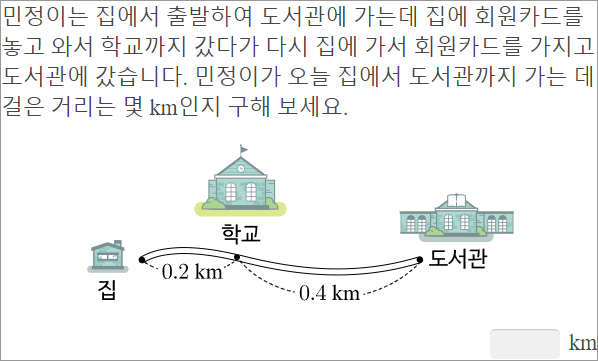 민정이는 집에서 출발하여 도서관에 가는데 집에 회원카드를
놓고 와서 학교까지 갔다가 다시 집에 가서 회원카드를 가지고
도서관에 갔습니다. 민정이가 오늘 집에서 도서관까지 가는 데
걸은 거리는 몇 km인지 구해 보세요.
학교
도서관
0.2 km
집
0.4 km
km